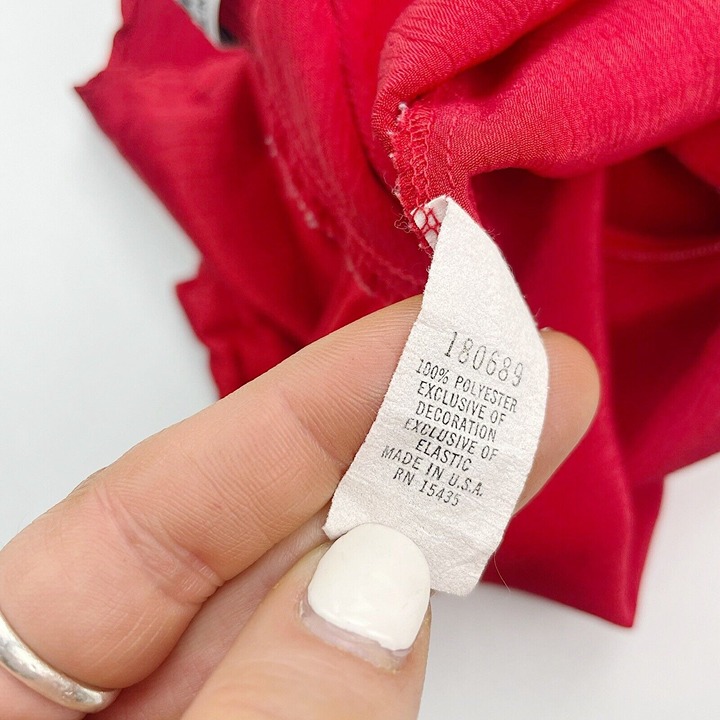 180689
100% POLYESTER
EXCLUSIVE OF
DECORATION
EXCLUSIVE OF
ELASTIC
MADE IN U.S.A.
RN 15435